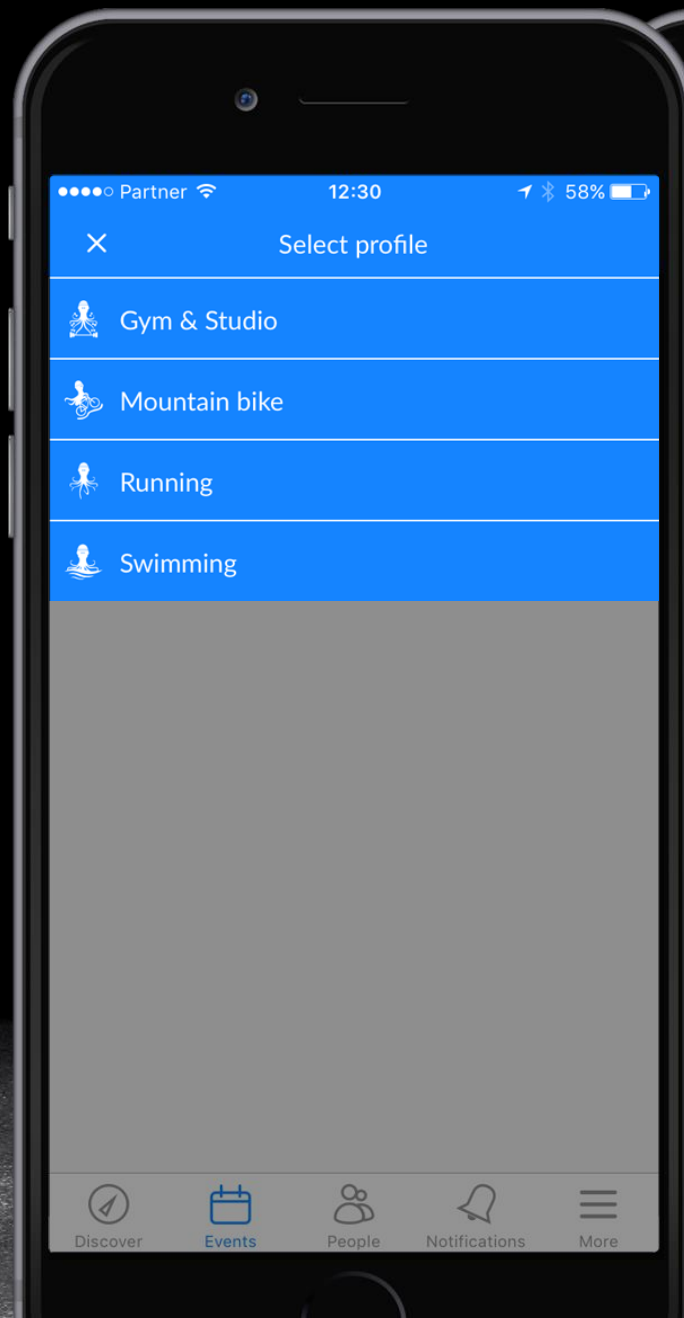 Partner 12:30 58%
Select profile
Gym & Studio
Mountain bike
Running
Swimming
Discover Events People Notifications More